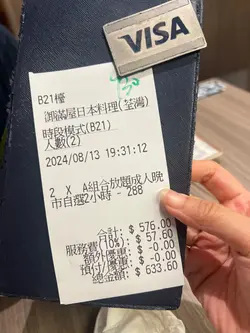 VISA
B21檯
涮滿屋日本料理(荃灣)
時段模式(B21)
人數(2)
2024/08/13 19:31:12
2 X A組合放題成人晚
市自選2小時 - 288
合計: $ 576.00
服務費(10%): $ 57.60
額外優惠: $ -0.00
預付/優惠: $ -0.00
總金額: $ 633.60